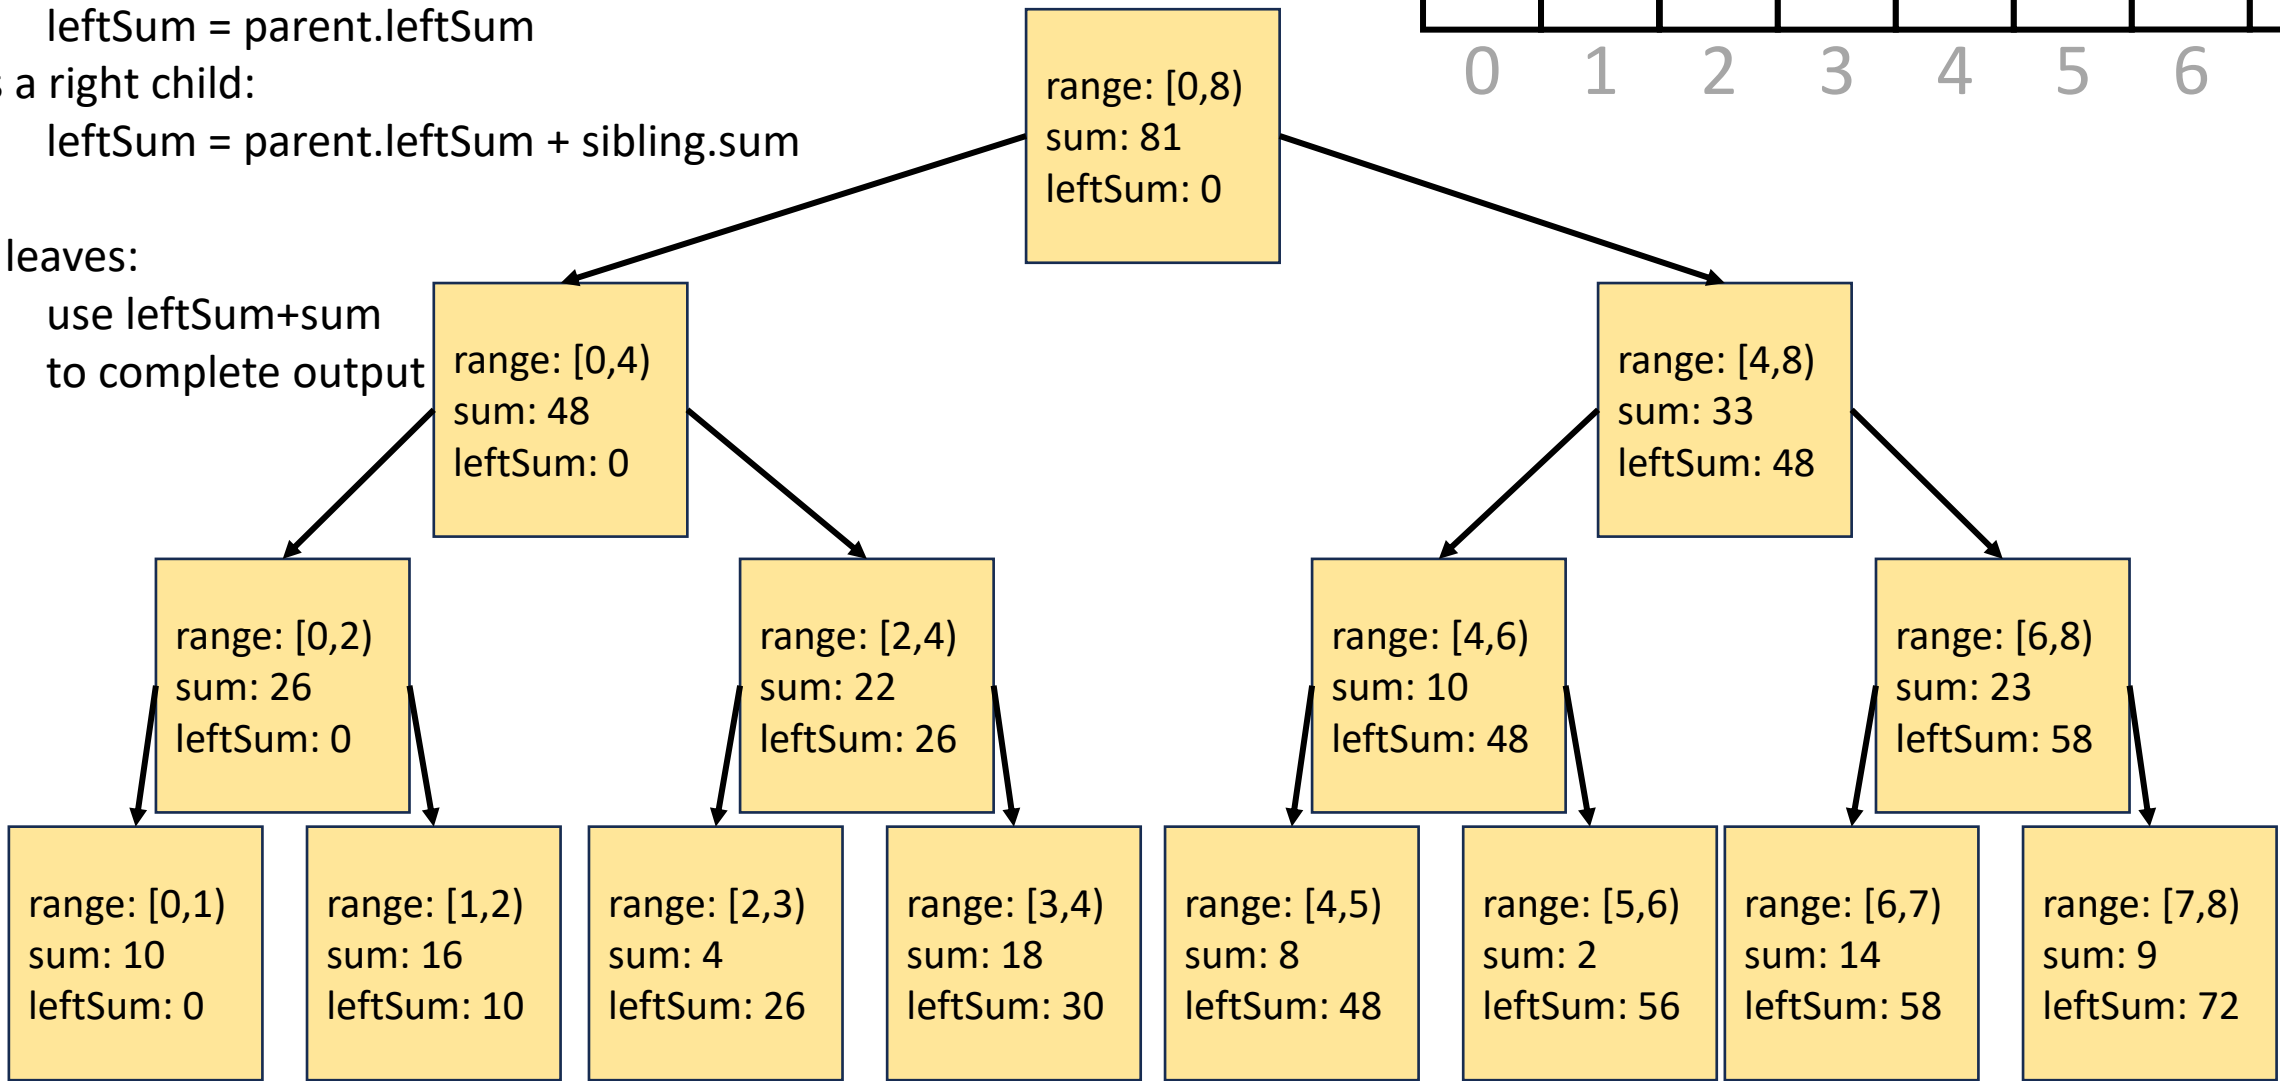 leftSum = parent.leftSum
a right child:
leftSum = parent.leftSum + sibling.sum
leaves:
use leftSum+sum
to complete output
0 1 2 3 4 5 6
range: [0,8)
sum: 81
leftSum: 0
range: [0,4)
sum: 48
leftSum: 0
range: [4,8)
sum: 33
leftSum: 48
range: [0,2)
sum: 26
leftSum: 0
range: [2,4)
sum: 22
leftSum: 26
range: [4,6)
sum: 10
leftSum: 48
range: [6,8)
sum: 23
leftSum: 58
range: [0,1)
sum: 10
leftSum: 0
range: [1,2)
sum: 16
leftSum: 10
range: [2,3)
sum: 4
leftSum: 26
range: [3,4)
sum: 18
leftSum: 30
range: [4,5)
sum: 8
leftSum: 48
range: [5,6)
sum: 2
leftSum: 56
range: [6,7)
sum: 14
leftSum: 58
range: [7,8)
sum: 9
leftSum: 72